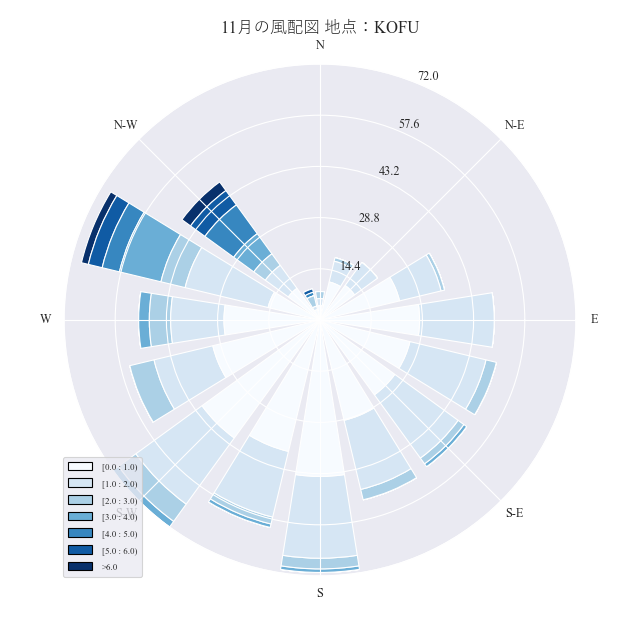 11月の風配図 地点：KOFU
N
72.0
N-W
57.6
N-E
43.2
28.8
14.4
W
E
[0.0 : 1.0)
[1.0 : 2.0)
[2.0 : 3.0)
[3.0 : 4.0)
[4.0 : 5.0)
[5.0 : 6.0)
>6.0
S-W
S-E
S